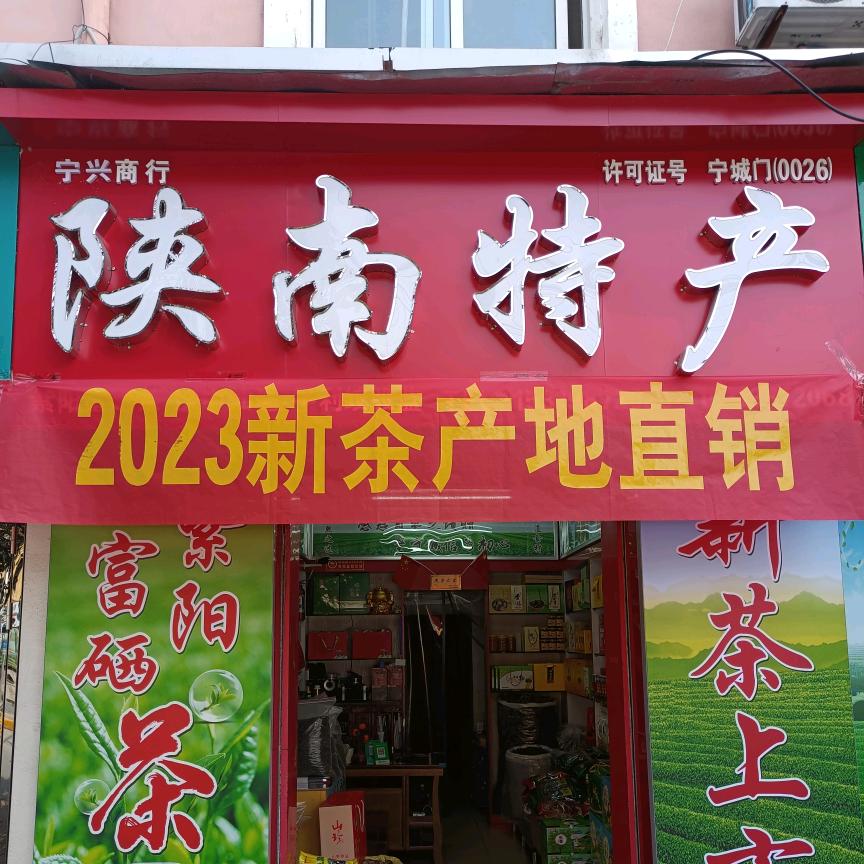 宁兴商行
许可证号 宁城门(0026)
陕南特产
2023新茶产地直销
紫阳
富硒
茶
新茶上市